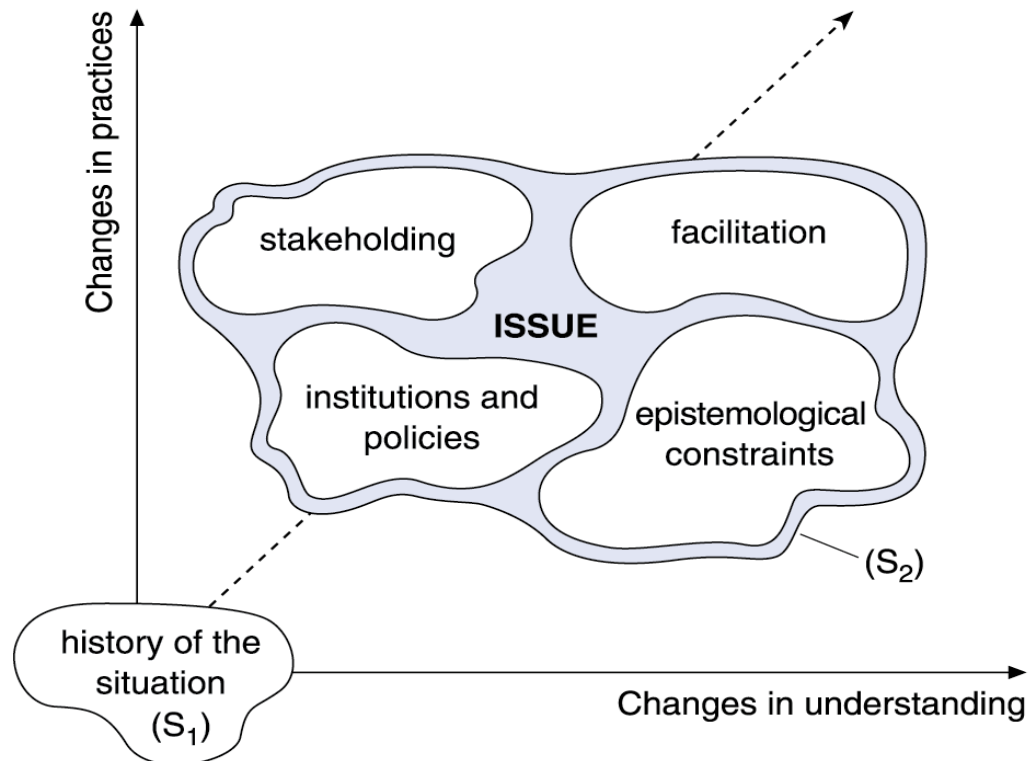 Changes in practices
stakeholding
facilitation
ISSUE
institutions and
policies
epistemological
constraints
(S₂)
history of the
situation
(S₁)
Changes in understanding